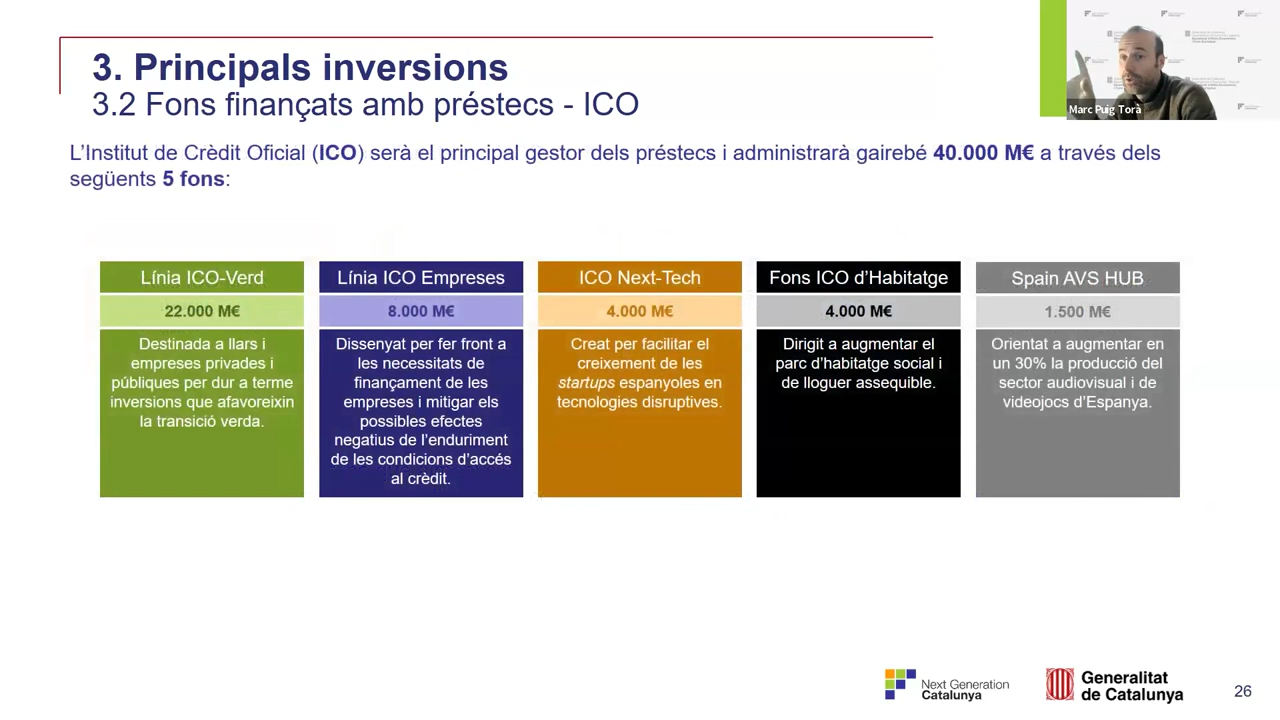 3. Principals inversions
3.2 Fons finançats amb préstecs - ICO
Marc Puig Torà
L’Institut de Crèdit Oficial (ICO) serà el principal gestor dels préstecs i administrarà gairebé 40.000 M€ a través dels
següents 5 fons:
Línia ICO-Verd
22.000 M€
Destinada a llars i
empreses privades i
públiques per dur a terme
inversions que afavoreixin
la transició verda.
Línia ICO Empreses
8.000 M€
Dissenyat per fer front a
les necessitats de
finançament de les
empreses i mitigar els
possibles efectes
negatius de l’enduriment
de les condicions d’accés
al crèdit.
ICO Next-Tech
4.000 M€
Creat per facilitar el
creixement de les
startups espanyoles en
tecnologies disruptives.
Fons ICO d’Habitatge
4.000 M€
Dirigit a augmentar el
parc d’habitatge social i
de lloguer assequible.
Spain AVS HUB
1.500 M€
Orientat a augmentar en
un 30% la producció del
sector audiovisual i de
videojocs d’Espanya.
Next Generation
Catalunya
Generalitat
de Catalunya
26